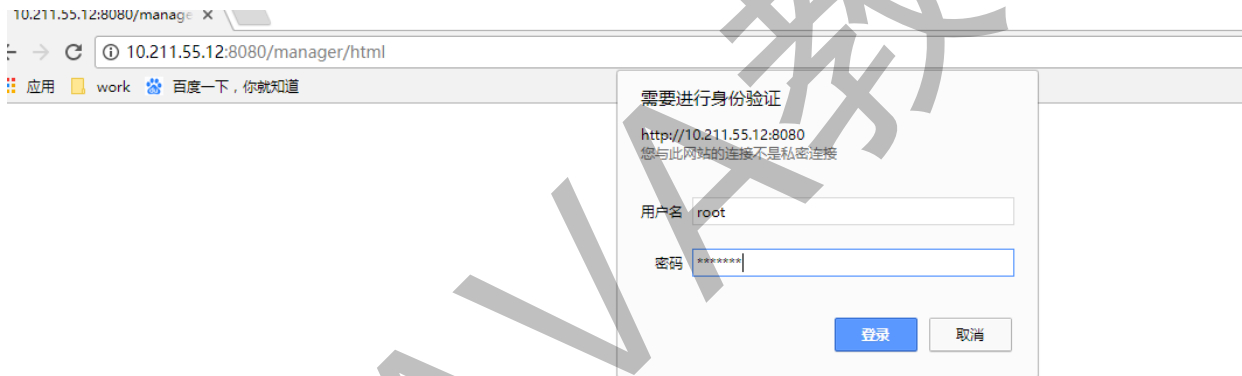 10.211.55.12:8080/manage
10.211.55.12:8080/manager/html
应用 work 百度一下，你就知道
需要进行身份验证
http://10.211.55.12:8080
您与此网站的连接不是私密连接
用户名 root
密码 *******
登录 取消
VA教